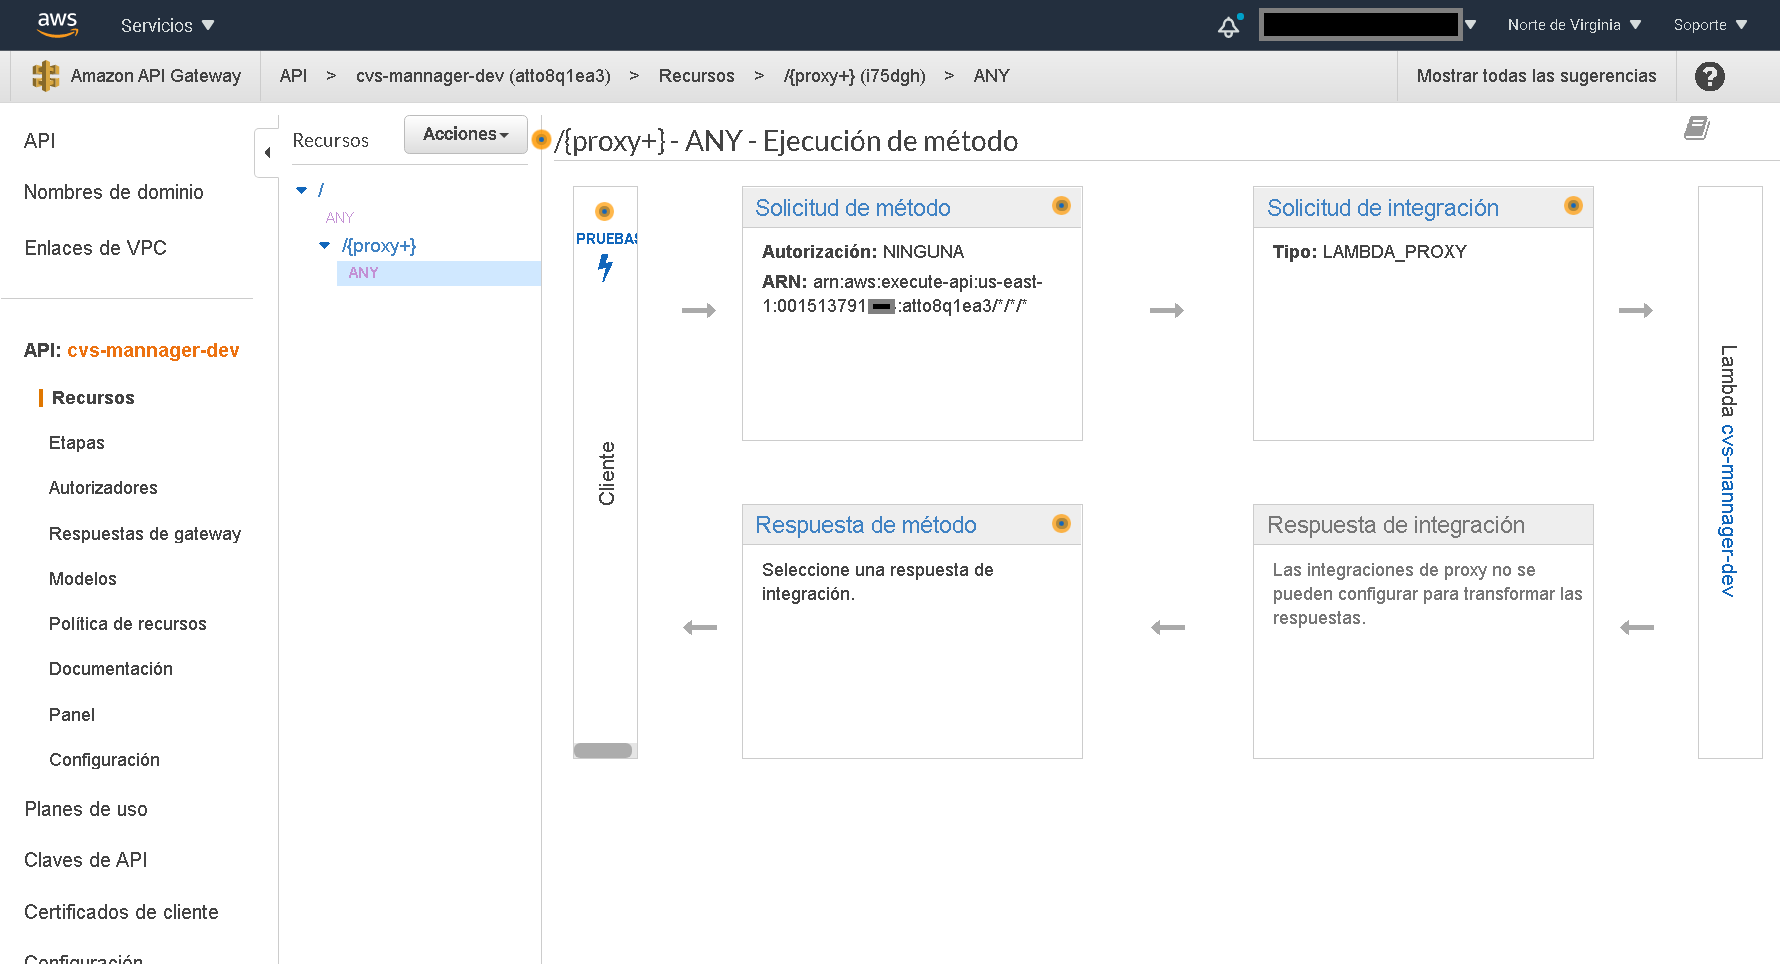 aws
Servicios
Norte de Virginia
Soporte
Amazon API Gateway
API > cvs-mannager-dev (atto8q1ea3) > Recursos > /{proxy+} (i75dgh) > ANY
Mostrar todas las sugerencias
?
API
Nombres de dominio
Enlaces de VPC
API: cvs-mannager-dev
Recursos
Etapas
Autorizadores
Respuestas de gateway
Modelos
Política de recursos
Documentación
Panel
Configuración
Planes de uso
Claves de API
Certificados de cliente
Configuración
Recursos
Acciones
/
ANY
/{proxy+}
ANY
/{proxy+} - ANY - Ejecución de método
PRUEBAS
Cliente
Solicitud de método
Autorización: NINGUNA
ARN: arn:aws:execute-api:us-east-
1:001513791 :atto8q1ea3/*/*/*
Solicitud de integración
Tipo: LAMBDA_PROXY
Respuesta de método
Seleccione una respuesta de
integración.
Respuesta de integración
Las integraciones de proxy no se
pueden configurar para transformar las
respuestas.
Lambda cvs-mannager-dev